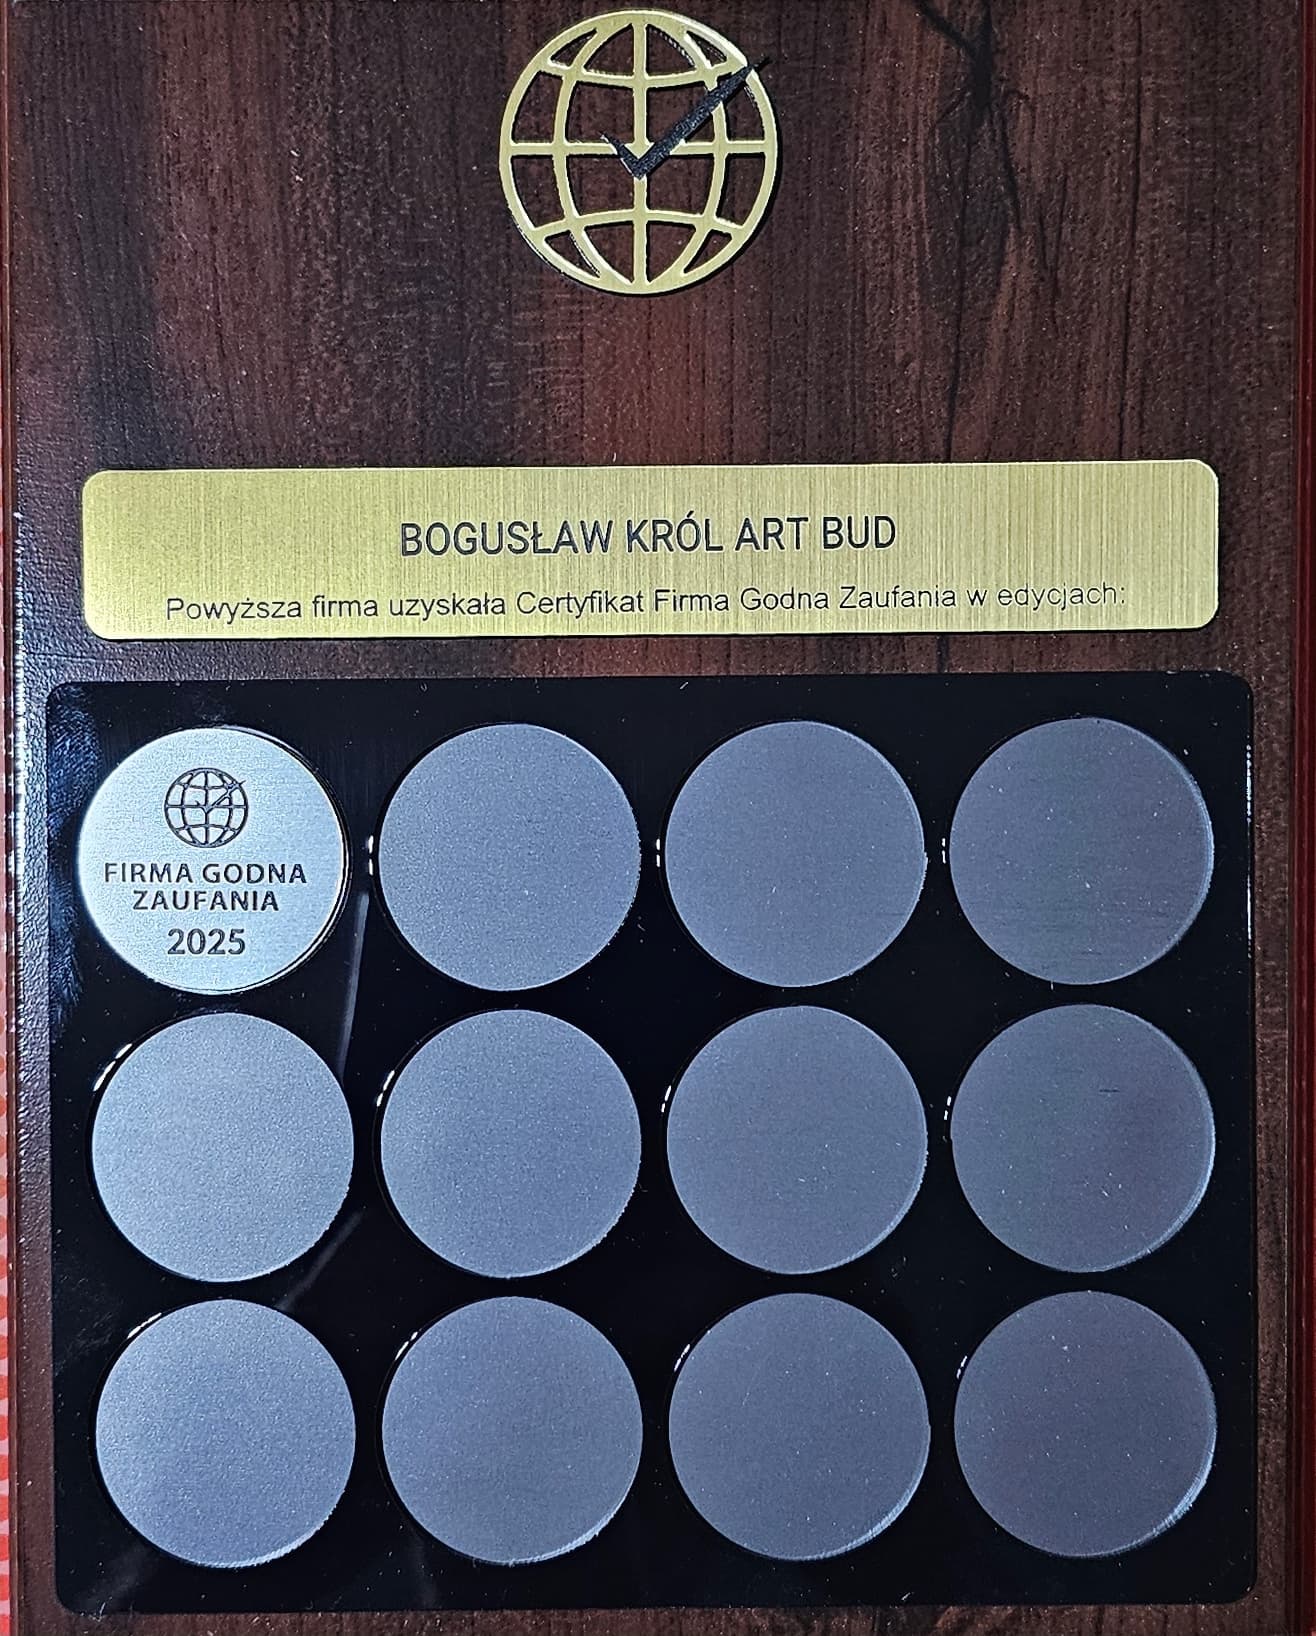 BOGUSŁAW KRÓL ART BUD
Powyższa firma uzyskała Certyfikat Firma Godna Zaufania w edycjach:
FIRMA GODNA
ZAUFANIA
2025